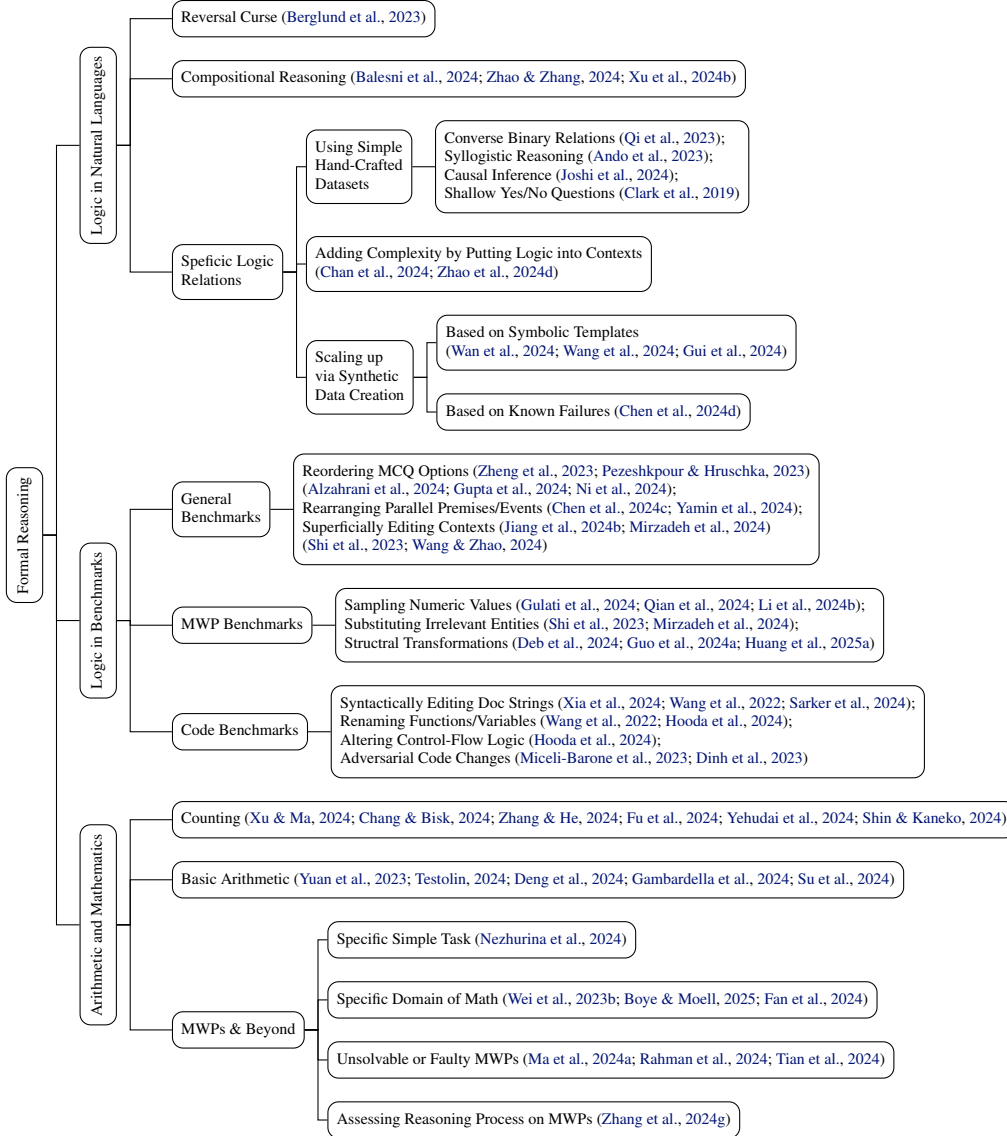 Formal Reasoning
Logic in Natural Languages
Reversal Curse (Berglund et al., 2023)
Compositional Reasoning (Balesni et al., 2024; Zhao & Zhang, 2024; Xu et al., 2024b)
Speficic Logic
Relations
Using Simple
Hand-Crafted
Datasets
Converse Binary Relations (Qi et al., 2023);
Syllogistic Reasoning (Ando et al., 2023);
Causal Inference (Joshi et al., 2024);
Shallow Yes/No Questions (Clark et al., 2019)
Adding Complexity by Putting Logic into Contexts
(Chan et al., 2024; Zhao et al., 2024d)
Scaling up
via Synthetic
Data Creation
Based on Symbolic Templates
(Wan et al., 2024; Wang et al., 2024; Gui et al., 2024)
Based on Known Failures (Chen et al., 2024d)
Logic in Benchmarks
General
Benchmarks
Reordering MCQ Options (Zheng et al., 2023; Pezeshkpour & Hruschka, 2023)
(Alzahrani et al., 2024; Gupta et al., 2024; Ni et al., 2024);
Rearranging Parallel Premises/Events (Chen et al., 2024c; Yamin et al., 2024);
Superficially Editing Contexts (Jiang et al., 2024b; Mirzadeh et al., 2024)
(Shi et al., 2023; Wang & Zhao, 2024)
MWP Benchmarks
Sampling Numeric Values (Gulati et al., 2024; Qian et al., 2024; Li et al., 2024b);
Substituting Irrelevant Entities (Shi et al., 2023; Mirzadeh et al., 2024);
Structral Transformations (Deb et al., 2024; Guo et al., 2024a; Huang et al., 2025a)
Code Benchmarks
Syntactically Editing Doc Strings (Xia et al., 2024; Wang et al., 2022; Sarker et al., 2024);
Renaming Functions/Variables (Wang et al., 2022; Hooda et al., 2024);
Altering Control-Flow Logic (Hooda et al., 2024);
Adversarial Code Changes (Miceli-Barone et al., 2023; Dinh et al., 2023)
Arithmetic and Mathematics
Counting (Xu & Ma, 2024; Chang & Bisk, 2024; Zhang & He, 2024; Fu et al., 2024; Yehudai et al., 2024; Shin & Kaneko, 2024)
Basic Arithmetic (Yuan et al., 2023; Testolin, 2024; Deng et al., 2024; Gambardella et al., 2024; Su et al., 2024)
MWPs & Beyond
Specific Simple Task (Nezhurina et al., 2024)
Specific Domain of Math (Wei et al., 2023b; Boye & Moell, 2025; Fan et al., 2024)
Unsolvable or Faulty MWPs (Ma et al., 2024a; Rahman et al., 2024; Tian et al., 2024)
Assessing Reasoning Process on MWPs (Zhang et al., 2024g)